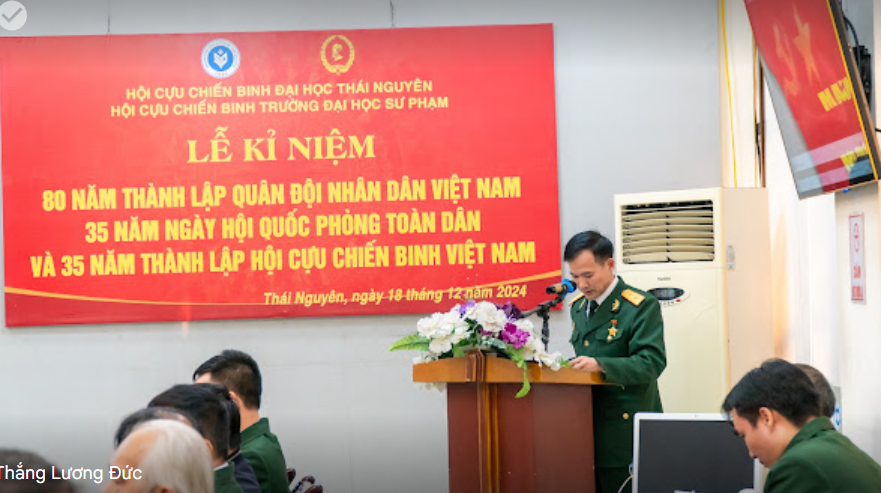 HỘI CỰU CHIẾN BINH ĐẠI HỌC THÁI NGUYÊN
HỘI CỰU CHIẾN BINH TRƯỜNG ĐẠI HỌC SƯ PHẠM
LỄ KỈ NIỆM
80 NĂM THÀNH LẬP QUÂN ĐỘI NHÂN DÂN VIỆT NAM
35 NĂM NGÀY HỘI QUỐC PHÒNG TOÀN DÂN
VÀ 35 NĂM THÀNH LẬP HỘI CỰU CHIẾN BINH VIỆT NAM
Thái Nguyên, ngày 18 tháng 12 năm 2024
Thắng Lương Đức